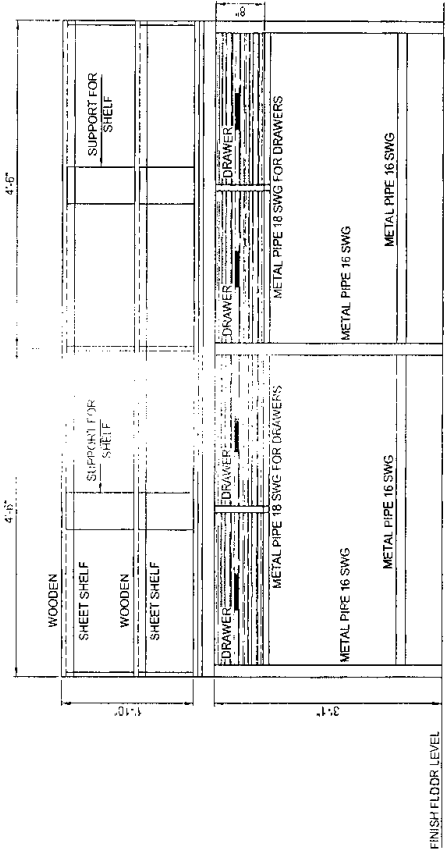 4'-6"
4'-6"
WOODEN
SHEET SHELF
SUPPORT FOR
SHELF
SUPPORT FOR
SHELF
WOODEN
SHEET SHELF
1'-10"
DRAWER
DRAWER
DRAWER
DRAWER
8"
METAL PIPE 18 SWG FOR DRAWERS
METAL PIPE 18 SWG FOR DRAWERS
3'-1"
METAL PIPE 16 SWG
METAL PIPE 16 SWG
METAL PIPE 16 SWG
METAL PIPE 16 SWG
FINISH FLOOR LEVEL